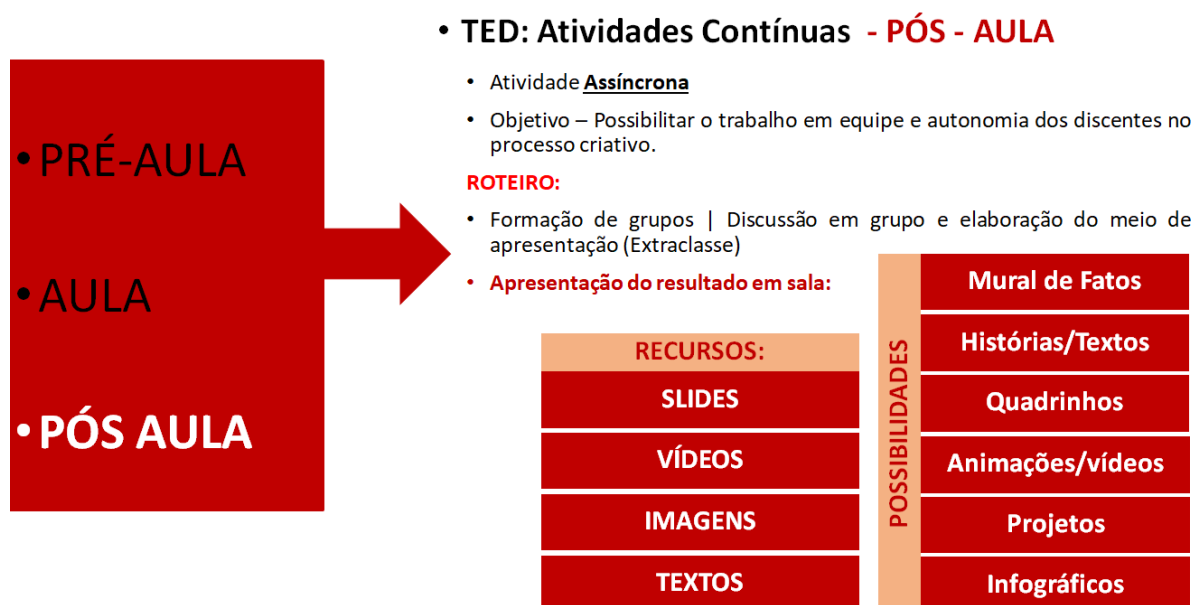 • PRÉ-AULA
• AULA
• PÓS AULA
• TED: Atividades Contínuas - PÓS - AULA
• Atividade Assíncrona
• Objetivo – Possibilitar o trabalho em equipe e autonomia dos discentes no
processo criativo.
ROTEIRO:
• Formação de grupos | Discussão em grupo e elaboração do meio de
apresentação (Extraclasse)
• Apresentação do resultado em sala:
RECURSOS:
SLIDES
VÍDEOS
IMAGENS
TEXTOS
POSSIBILIDADES
Mural de Fatos
Histórias/Textos
Quadrinhos
Animações/vídeos
Projetos
Infográficos